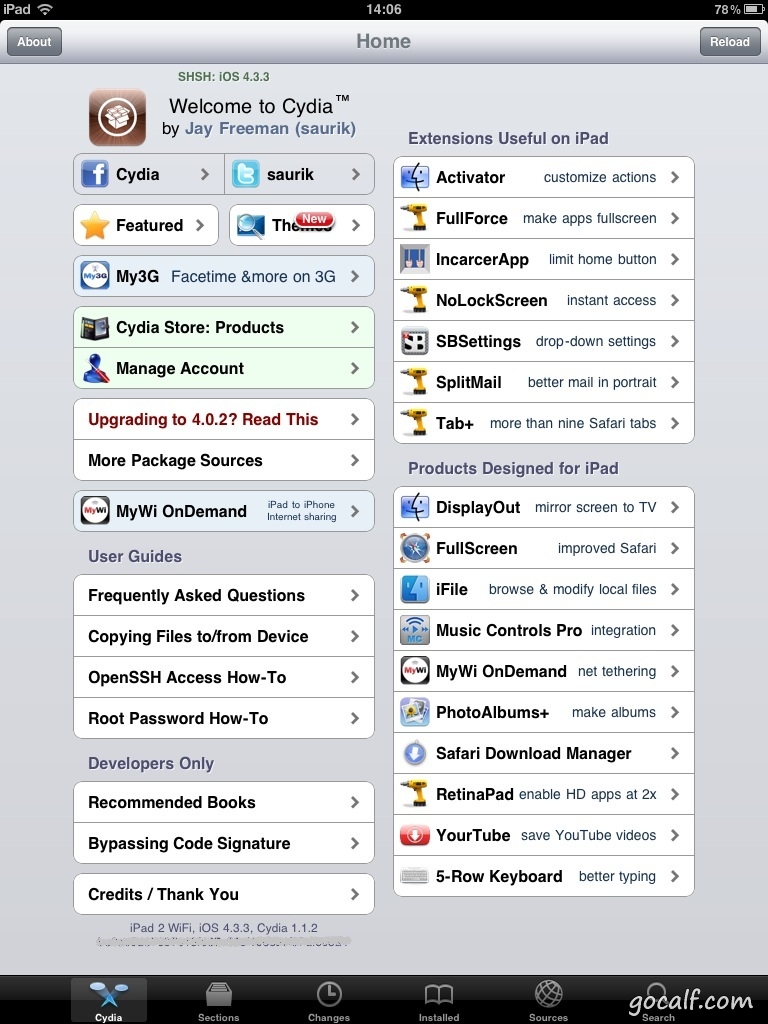 iPad
14:06
78%
About
Home
Reload
SHSH: iOS 4.3.3
Welcome to Cydia™
by Jay Freeman (saurik)
Cydia
saurik
Featured
New
My3G
My3G Facetime &more on 3G
Cydia Store: Products
Manage Account
Upgrading to 4.0.2? Read This
More Package Sources
MyWi
MyWi OnDemand
iPad to iPhone
Internet sharing
User Guides
Frequently Asked Questions
Copying Files to/from Device
OpenSSH Access How-To
Root Password How-To
Developers Only
Recommended Books
Bypassing Code Signature
Credits / Thank You
iPad 2 WiFi, iOS 4.3.3, Cydia 1.1.2
Extensions Useful on iPad
Activator customize actions
FullForce make apps fullscreen
IncarcerApp limit home button
NoLockScreen instant access
SBSettings drop-down settings
SplitMail better mail in portrait
Tab+ more than nine Safari tabs
Products Designed for iPad
DisplayOut mirror screen to TV
FullScreen improved Safari
iFile browse & modify local files
MC
Music Controls Pro integration
MyWi
MyWi OnDemand net tethering
PhotoAlbums+ make albums
Safari Download Manager
RetinaPad enable HD apps at 2x
YourTube save YouTube videos
5-Row Keyboard better typing
Cydia
Sections
Changes
Installed
Sources
Search
gocalf.com